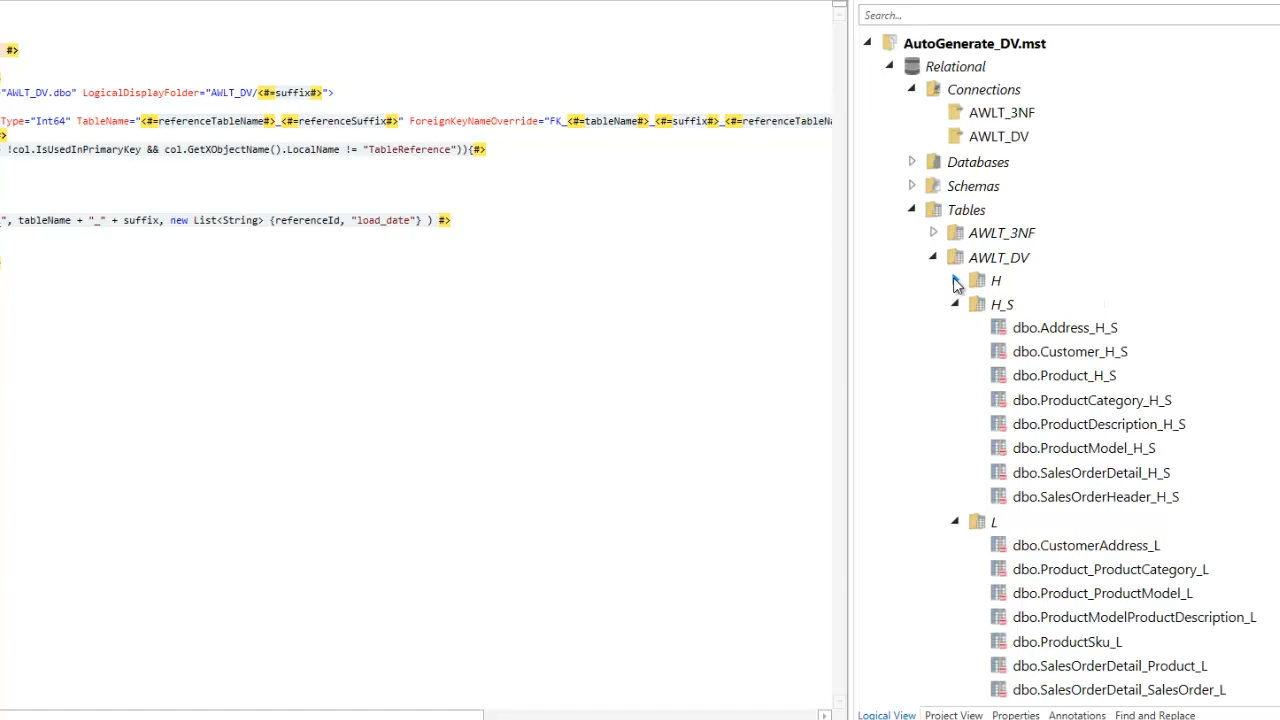 #>
="AWLT_DV.dbo" LogicalDisplayFolder="AWLT_DV/<#=suffix#>">
Type="Int64" TableName="<#=referenceTableName#>_<#=referenceSuffix#>" ForeignKeyNameOverride="FK_<#=tableName#>_<#=suffix#>_<#=referenceTableNa
#>
!col.IsUsedInPrimaryKey && col.GetXObjectName().LocalName != "TableReference")){#>
", tableName + "_" + suffix, new List<String> {referenceId, "load_date"} ) #>
Search...
AutoGenerate_DV.mst
Relational
Connections
AWLT_3NF
AWLT_DV
Databases
Schemas
Tables
AWLT_3NF
AWLT_DV
H
H_S
dbo.Address_H_S
dbo.Customer_H_S
dbo.Product_H_S
dbo.ProductCategory_H_S
dbo.ProductDescription_H_S
dbo.ProductModel_H_S
dbo.SalesOrderDetail_H_S
dbo.SalesOrderHeader_H_S
L
dbo.CustomerAddress_L
dbo.Product_ProductCategory_L
dbo.Product_ProductModel_L
dbo.ProductModelProductDescription_L
dbo.ProductSku_L
dbo.SalesOrderDetail_Product_L
dbo.SalesOrderDetail_SalesOrder_L
Logical View Project View Properties Annotations Find and Replace